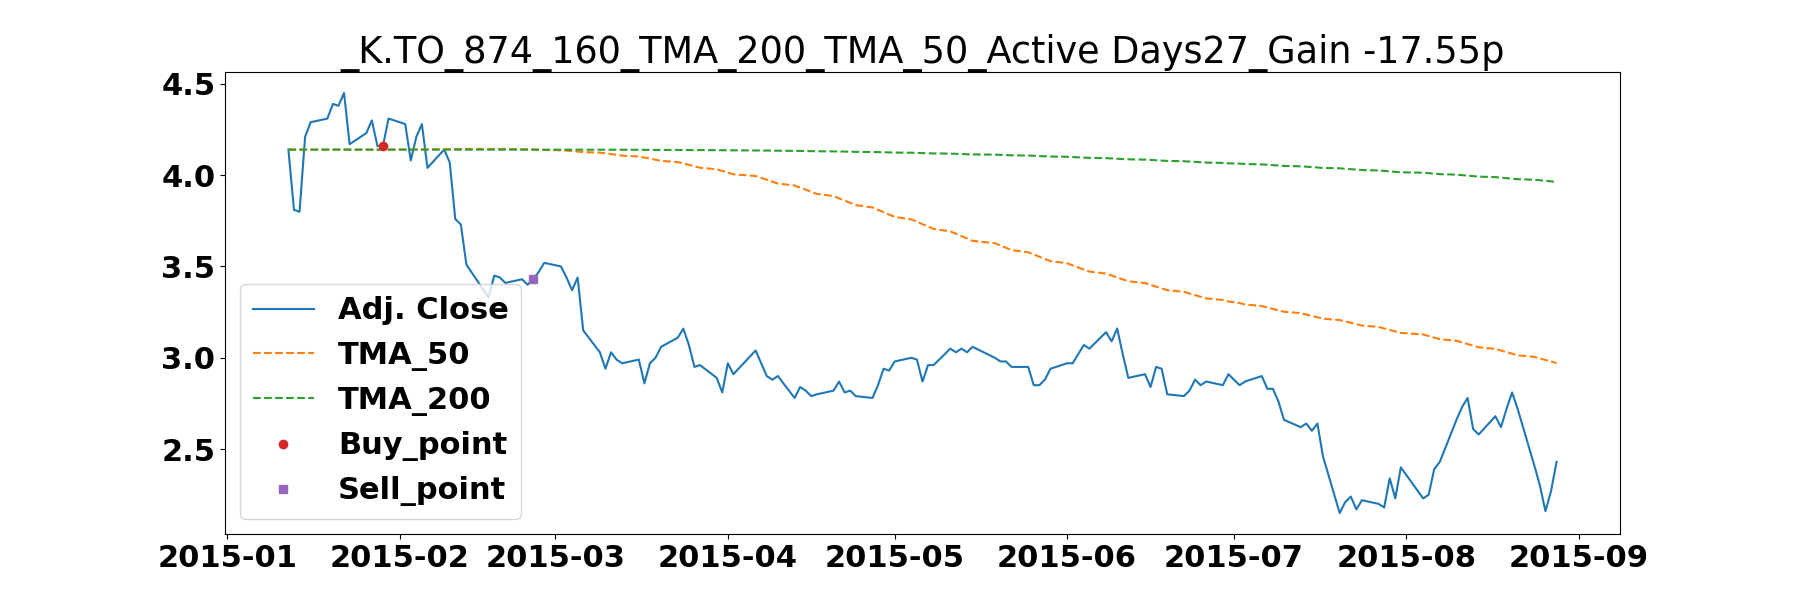 _K.TO_874_160_TMA_200_TMA_50_Active Days27_Gain -17.55p
4.5
4.0
3.5
3.0
2.5
Adj. Close
TMA_50
TMA_200
Buy_point
Sell_point
2015-01 2015-02 2015-03 2015-04 2015-05 2015-06 2015-07 2015-08 2015-09